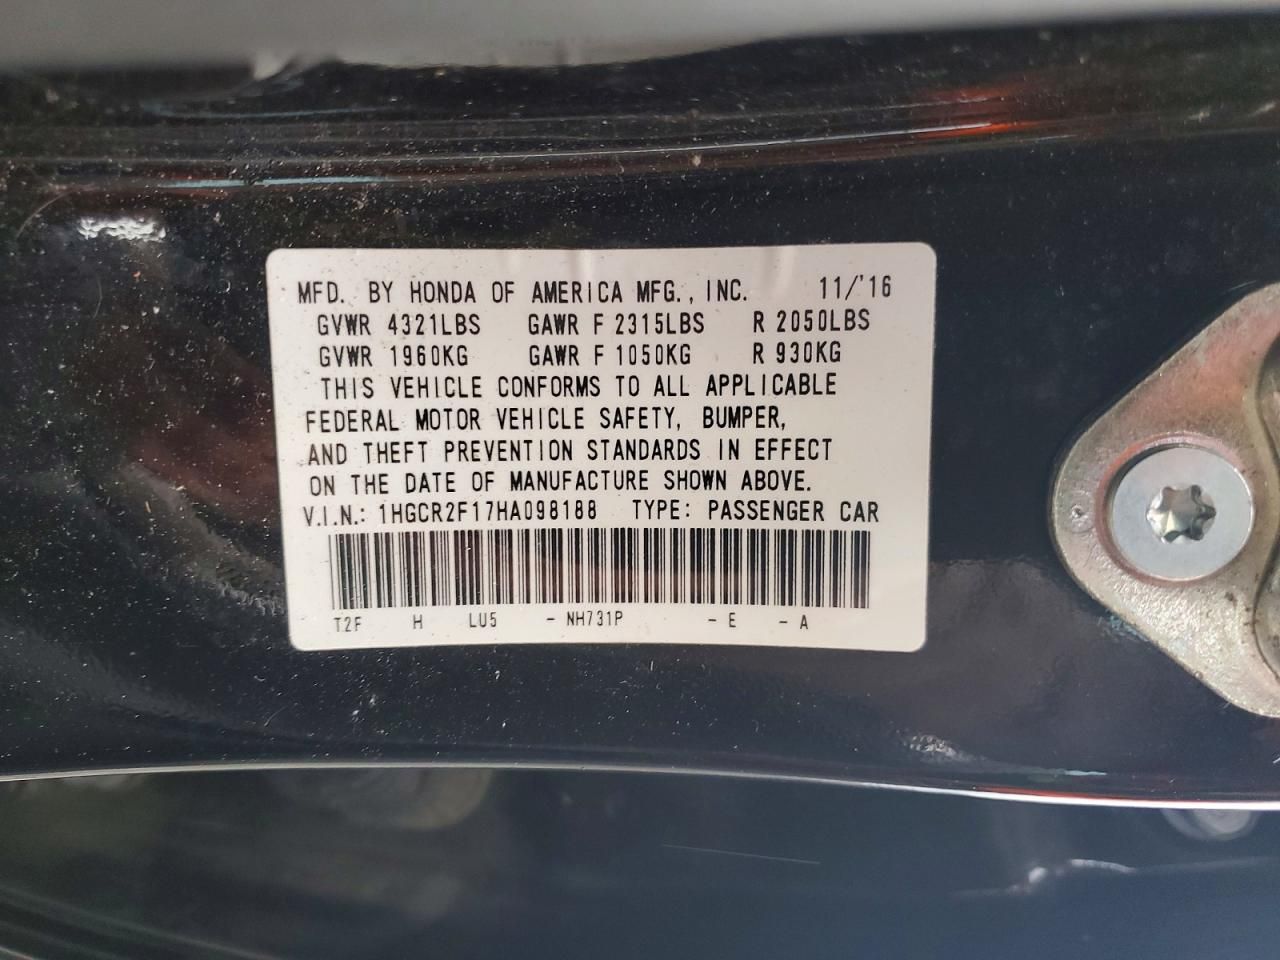 MFD. BY HONDA OF AMERICA MFG., INC. 11/'16
GVWR 4321LBS GAWR F 2315LBS R 2050LBS
GVWR 1960KG GAWR F 1050KG R 930KG
THIS VEHICLE CONFORMS TO ALL APPLICABLE
FEDERAL MOTOR VEHICLE SAFETY, BUMPER,
AND THEFT PREVENTION STANDARDS IN EFFECT
ON THE DATE OF MANUFACTURE SHOWN ABOVE.
V.I.N.: 1HGCR2F17HA098188 TYPE: PASSENGER CAR
T2F H LU5 - NH731P - E - A